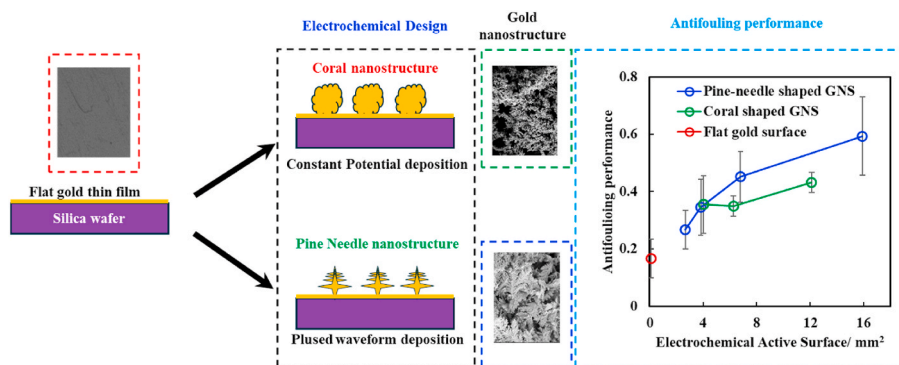 Electrochemical Design
Gold
nanostructure
Antifouling performance
Coral nanostructure
Constant Potential deposition
Flat gold thin film
Silica wafer
Pine Needle nanostructure
Plused waveform deposition
0.8
0.6
0.4
0.2
0
Antifoulioing performance
Pine-needle shaped GNS
Coral shaped GNS
Flat gold surface
0 4 8 12 16
Electrochemical Active Surface/ mm²